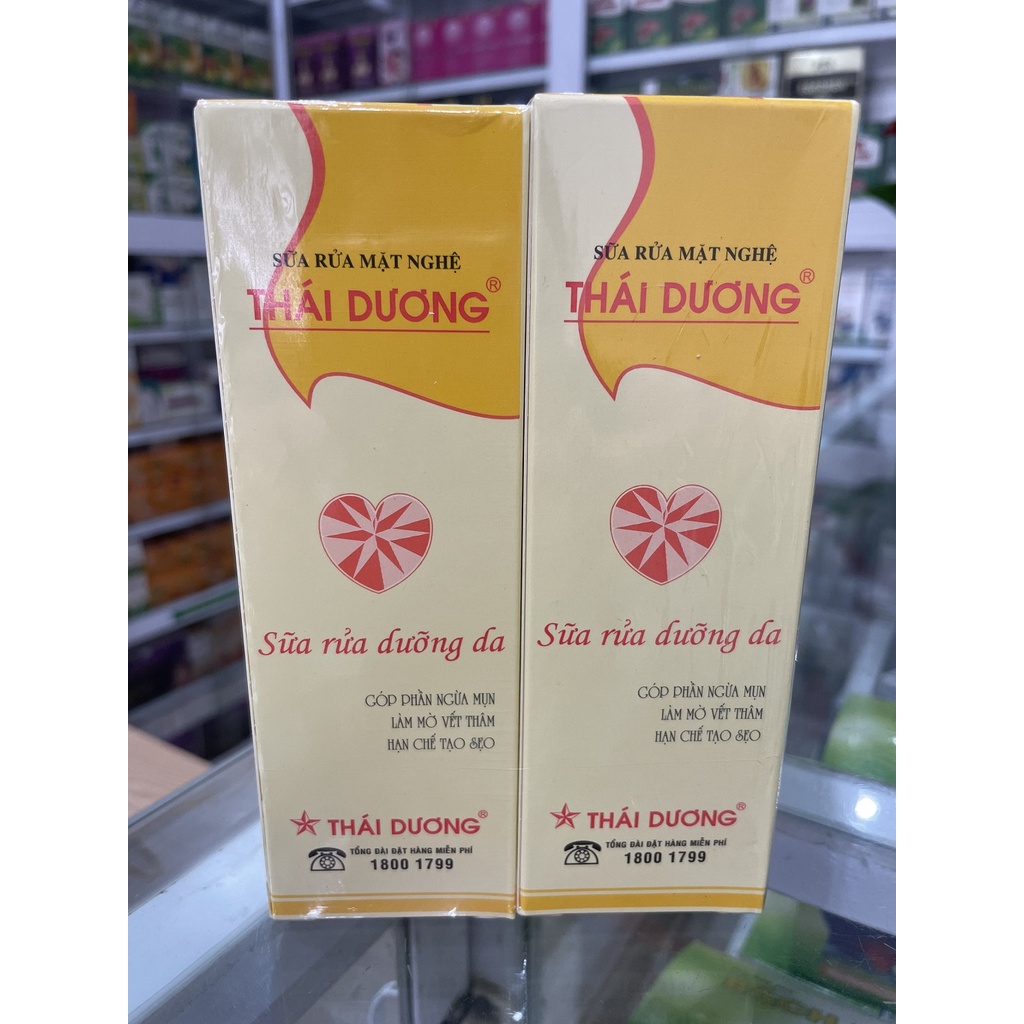 SỮA RỬA MẶT NGHỆ
THÁI DƯƠNG®
Sữa rửa dưỡng da
GÓP PHẦN NGỪA MỤN
LÀM MỜ VẾT THÂM
HẠN CHẾ TẠO SẸO
THÁI DƯƠNG®
TỔNG ĐÀI ĐẶT HÀNG MIỄN PHÍ
1800 1799
SỮA RỬA MẶT NGHỆ
THÁI DƯƠNG®
Sữa rửa dưỡng da
GÓP PHẦN NGỪA MỤN
LÀM MỜ VẾT THÂM
HẠN CHẾ TẠO SẸO
THÁI DƯƠNG®
TỔNG ĐÀI ĐẶT HÀNG MIỄN PHÍ
1800 1799